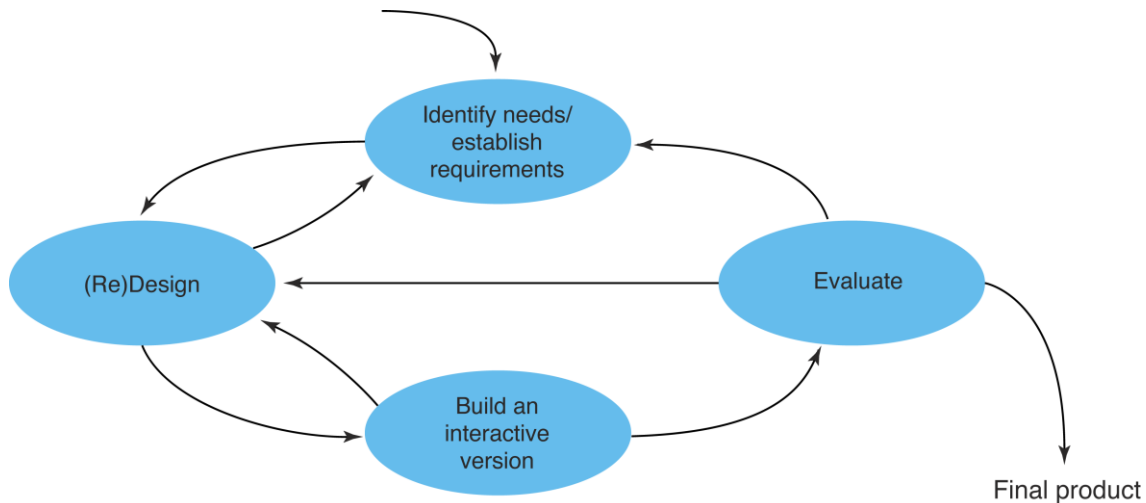 Identify needs/
establish
requirements
(Re)Design
Evaluate
Build an
interactive
version
Final product